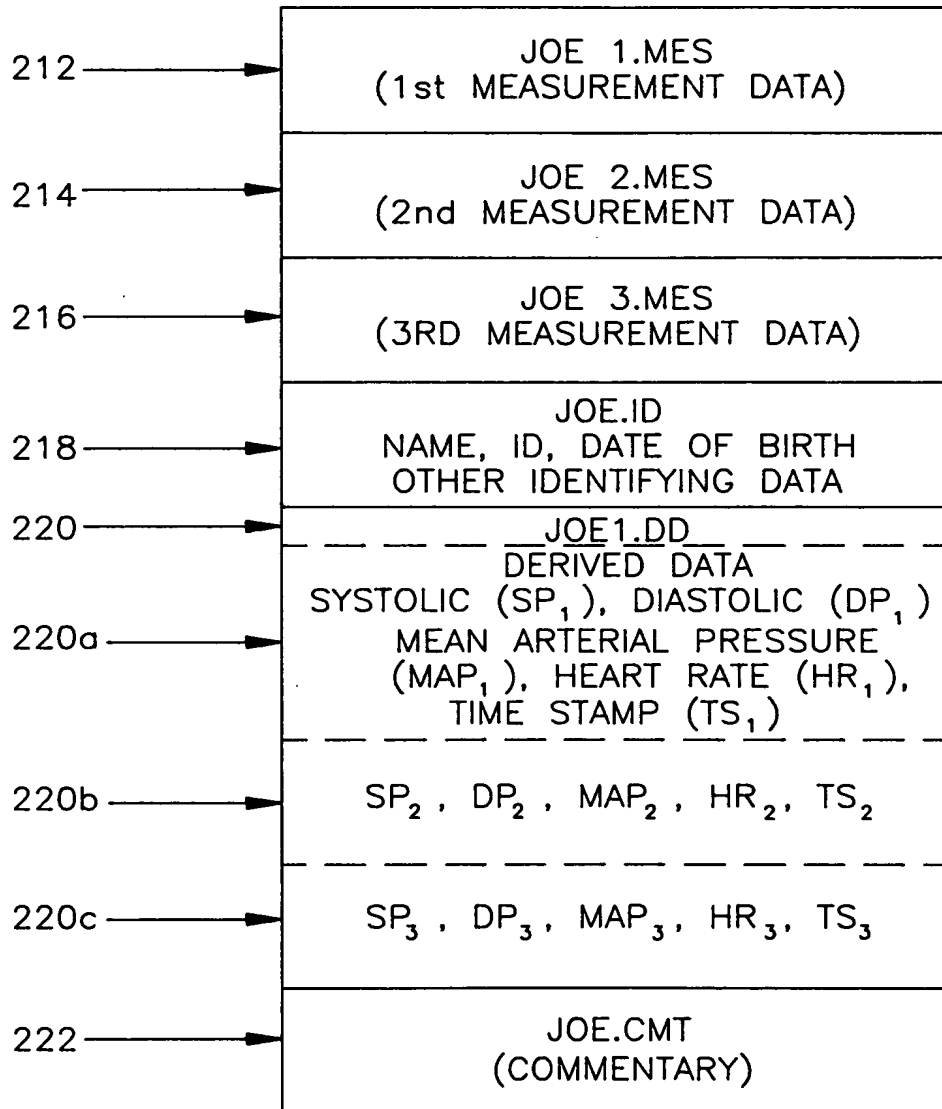 212
JOE 1.MES
(1st MEASUREMENT DATA)
214
JOE 2.MES
(2nd MEASUREMENT DATA)
216
JOE 3.MES
(3RD MEASUREMENT DATA)
218
JOE.ID
NAME, ID, DATE OF BIRTH
OTHER IDENTIFYING DATA
220
JOE1.DD
220a
DERIVED DATA
SYSTOLIC (SP₁), DIASTOLIC (DP₁)
MEAN ARTERIAL PRESSURE
(MAP₁), HEART RATE (HR₁),
TIME STAMP (TS₁)
220b
SP₂, DP₂, MAP₂, HR₂, TS₂
220c
SP₃, DP₃, MAP₃, HR₃, TS₃
222
JOE.CMT
(COMMENTARY)